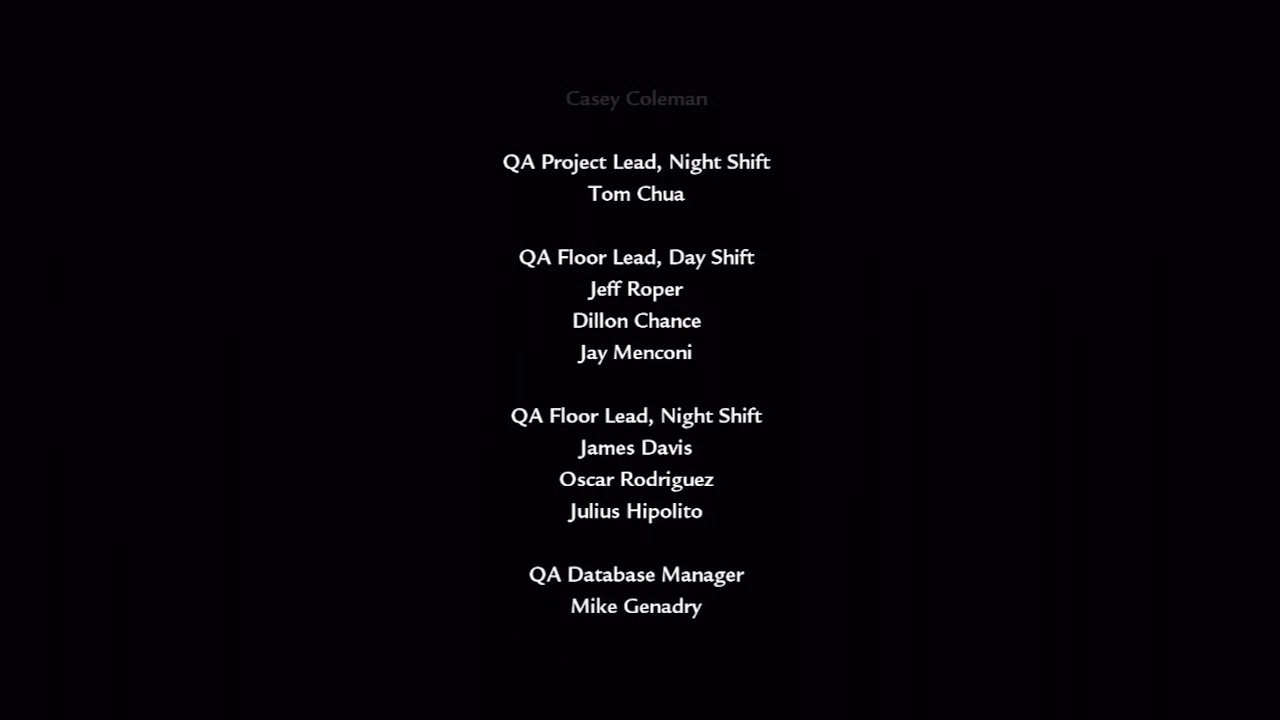 Casey Coleman
QA Project Lead, Night Shift
Tom Chua
QA Floor Lead, Day Shift
Jeff Roper
Dillon Chance
Jay Menconi
QA Floor Lead, Night Shift
James Davis
Oscar Rodriguez
Julius Hipolito
QA Database Manager
Mike Genadry